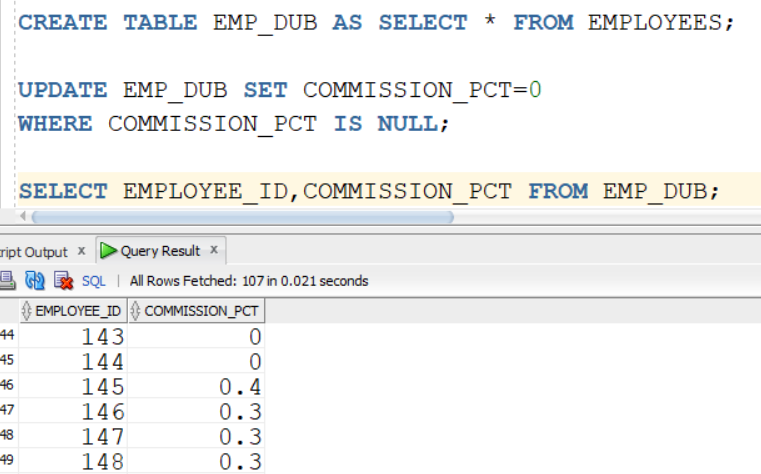 CREATE TABLE EMP_DUB AS SELECT * FROM EMPLOYEES;
UPDATE EMP_DUB SET COMMISSION_PCT=0
WHERE COMMISSION_PCT IS NULL;
SELECT EMPLOYEE_ID,COMMISSION_PCT FROM EMP_DUB;
ript Output x Query Result x
SQL | All Rows Fetched: 107 in 0.021 seconds
EMPLOYEE_ID COMMISSION_PCT
44 143 0
45 144 0
46 145 0.4
47 146 0.3
48 147 0.3
49 148 0.3